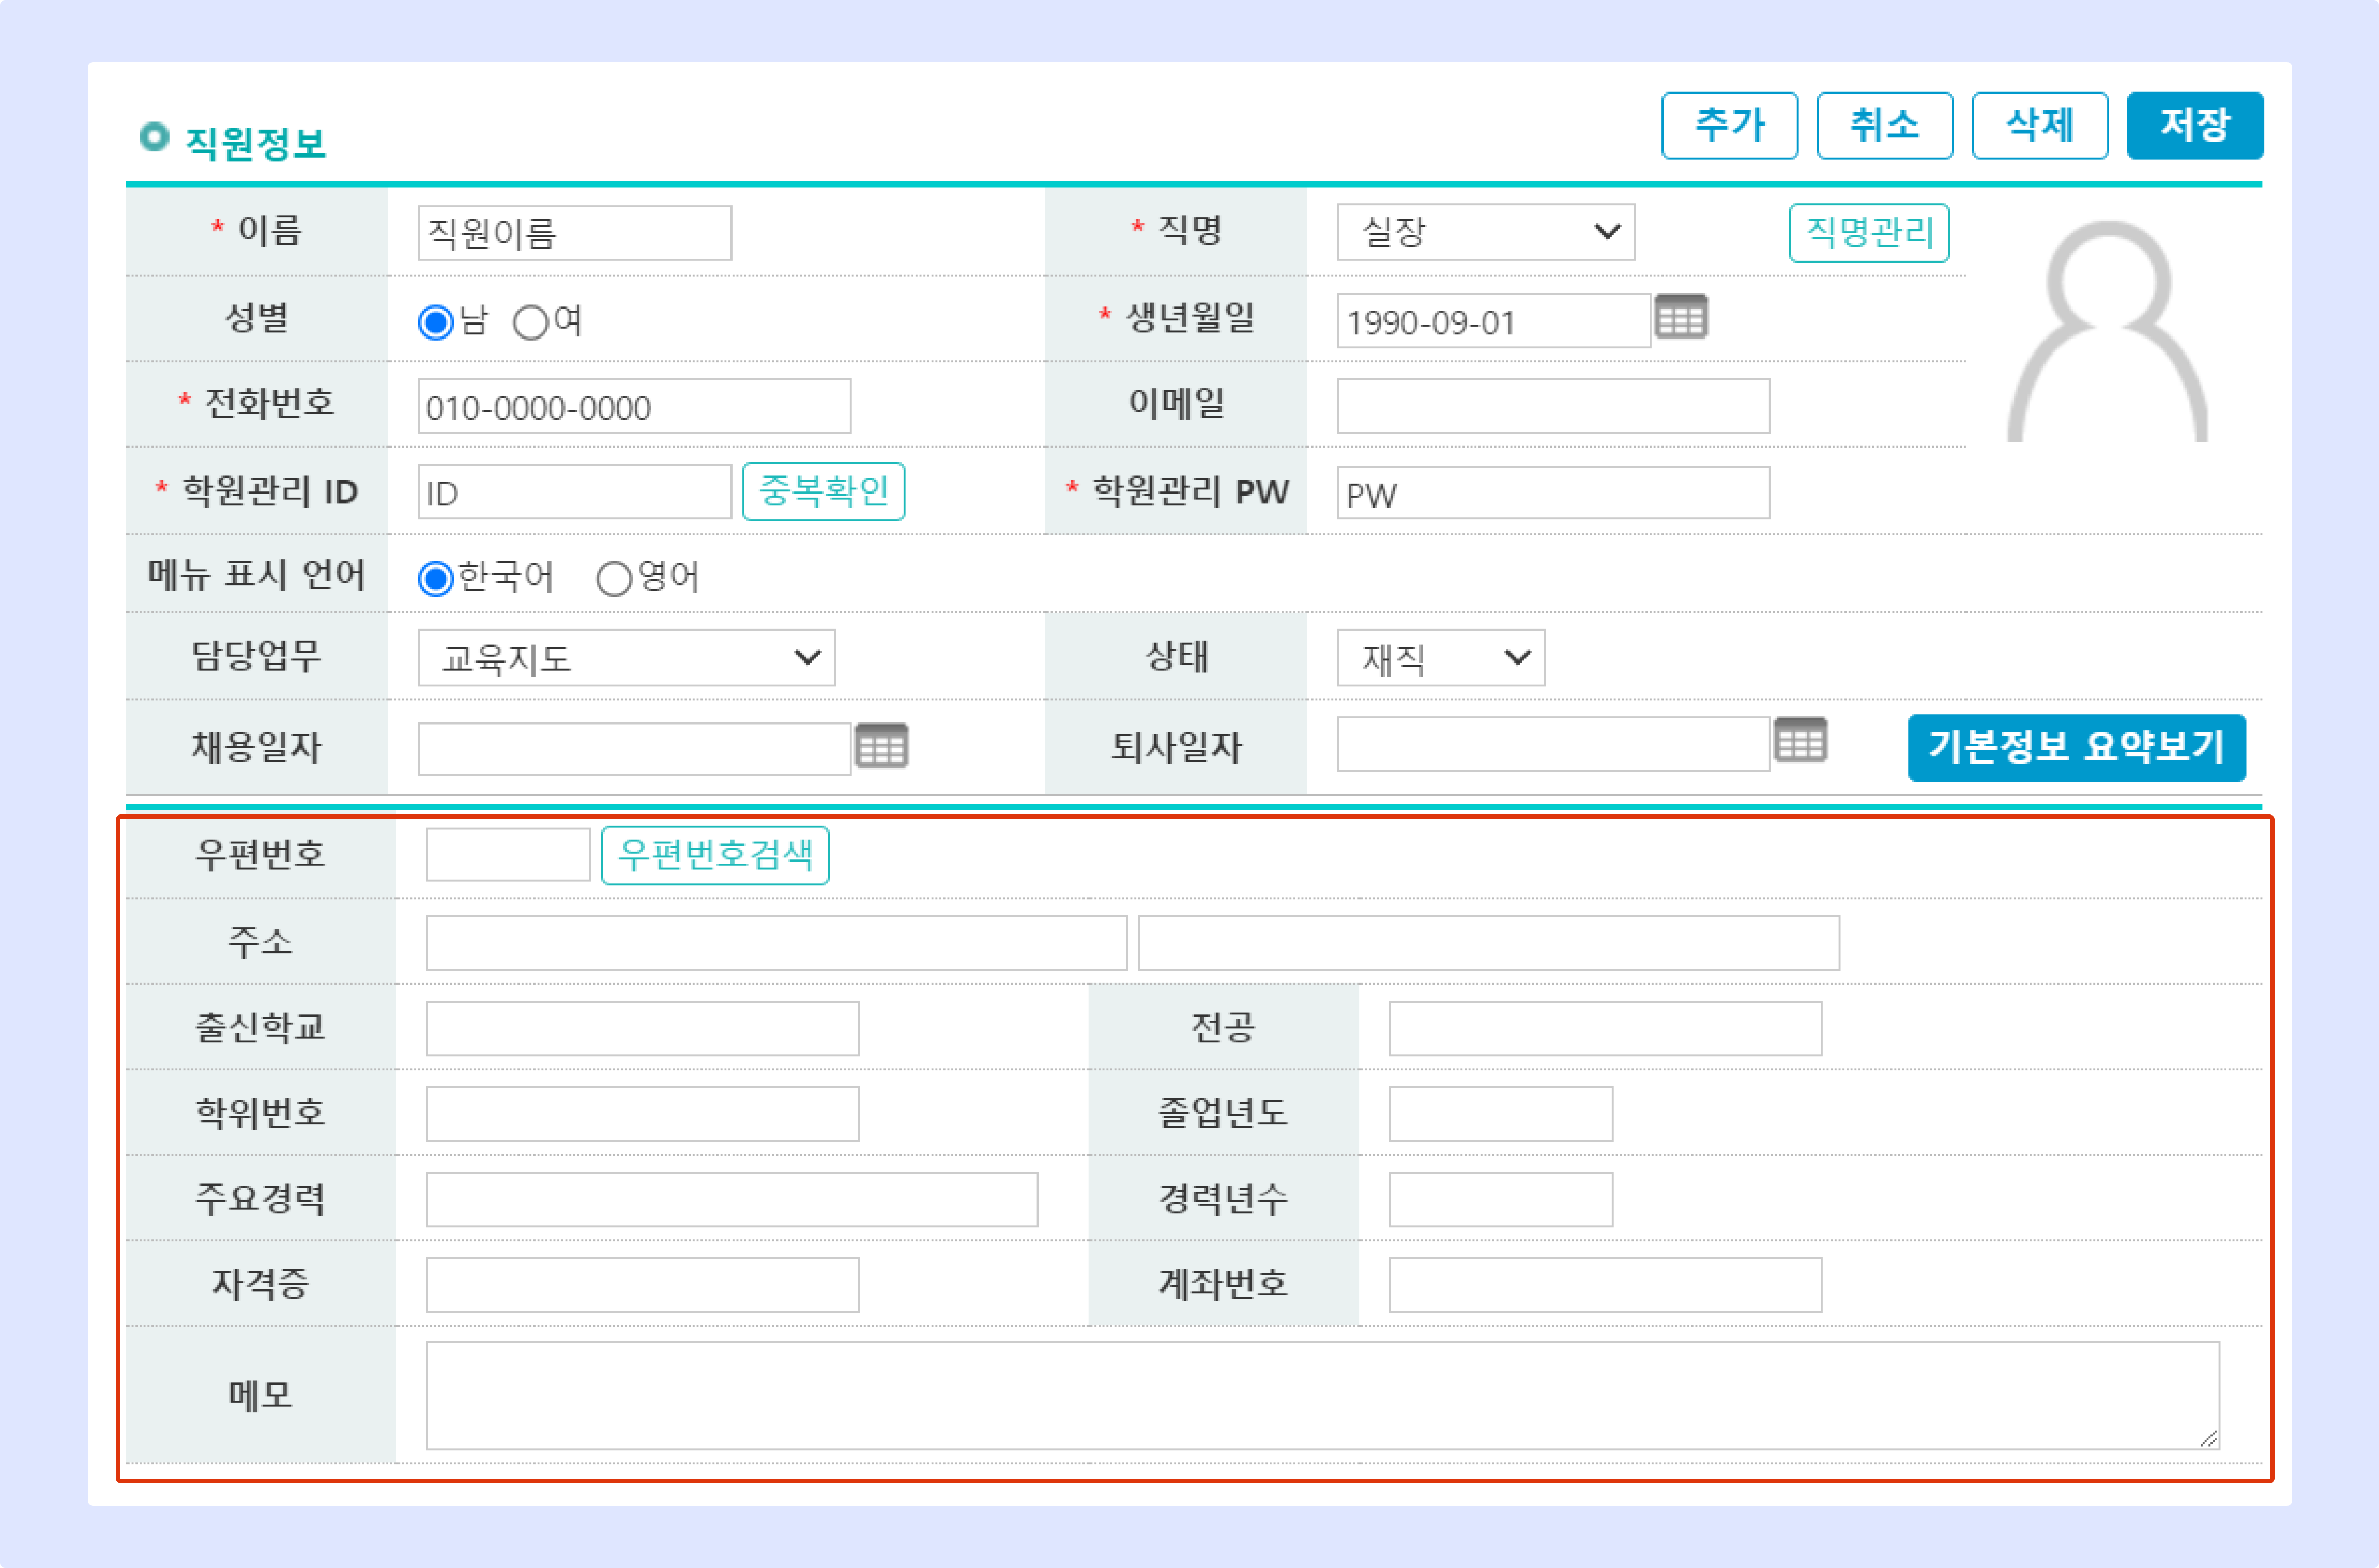 직원정보 추가 취소 삭제 저장
* 이름 직원이름 * 직명 실장 직명관리
성별 남 여 * 생년월일 1990-09-01
* 전화번호 010-0000-0000 이메일
* 학원관리 ID ID 중복확인 * 학원관리 PW PW
메뉴 표시 언어 한국어 영어
담당업무 교육지도 상태 재직
채용일자 퇴사일자 기본정보 요약보기
우편번호 우편번호검색
주소
출신학교 전공
학위번호 졸업년도
주요경력 경력년수
자격증 계좌번호
메모